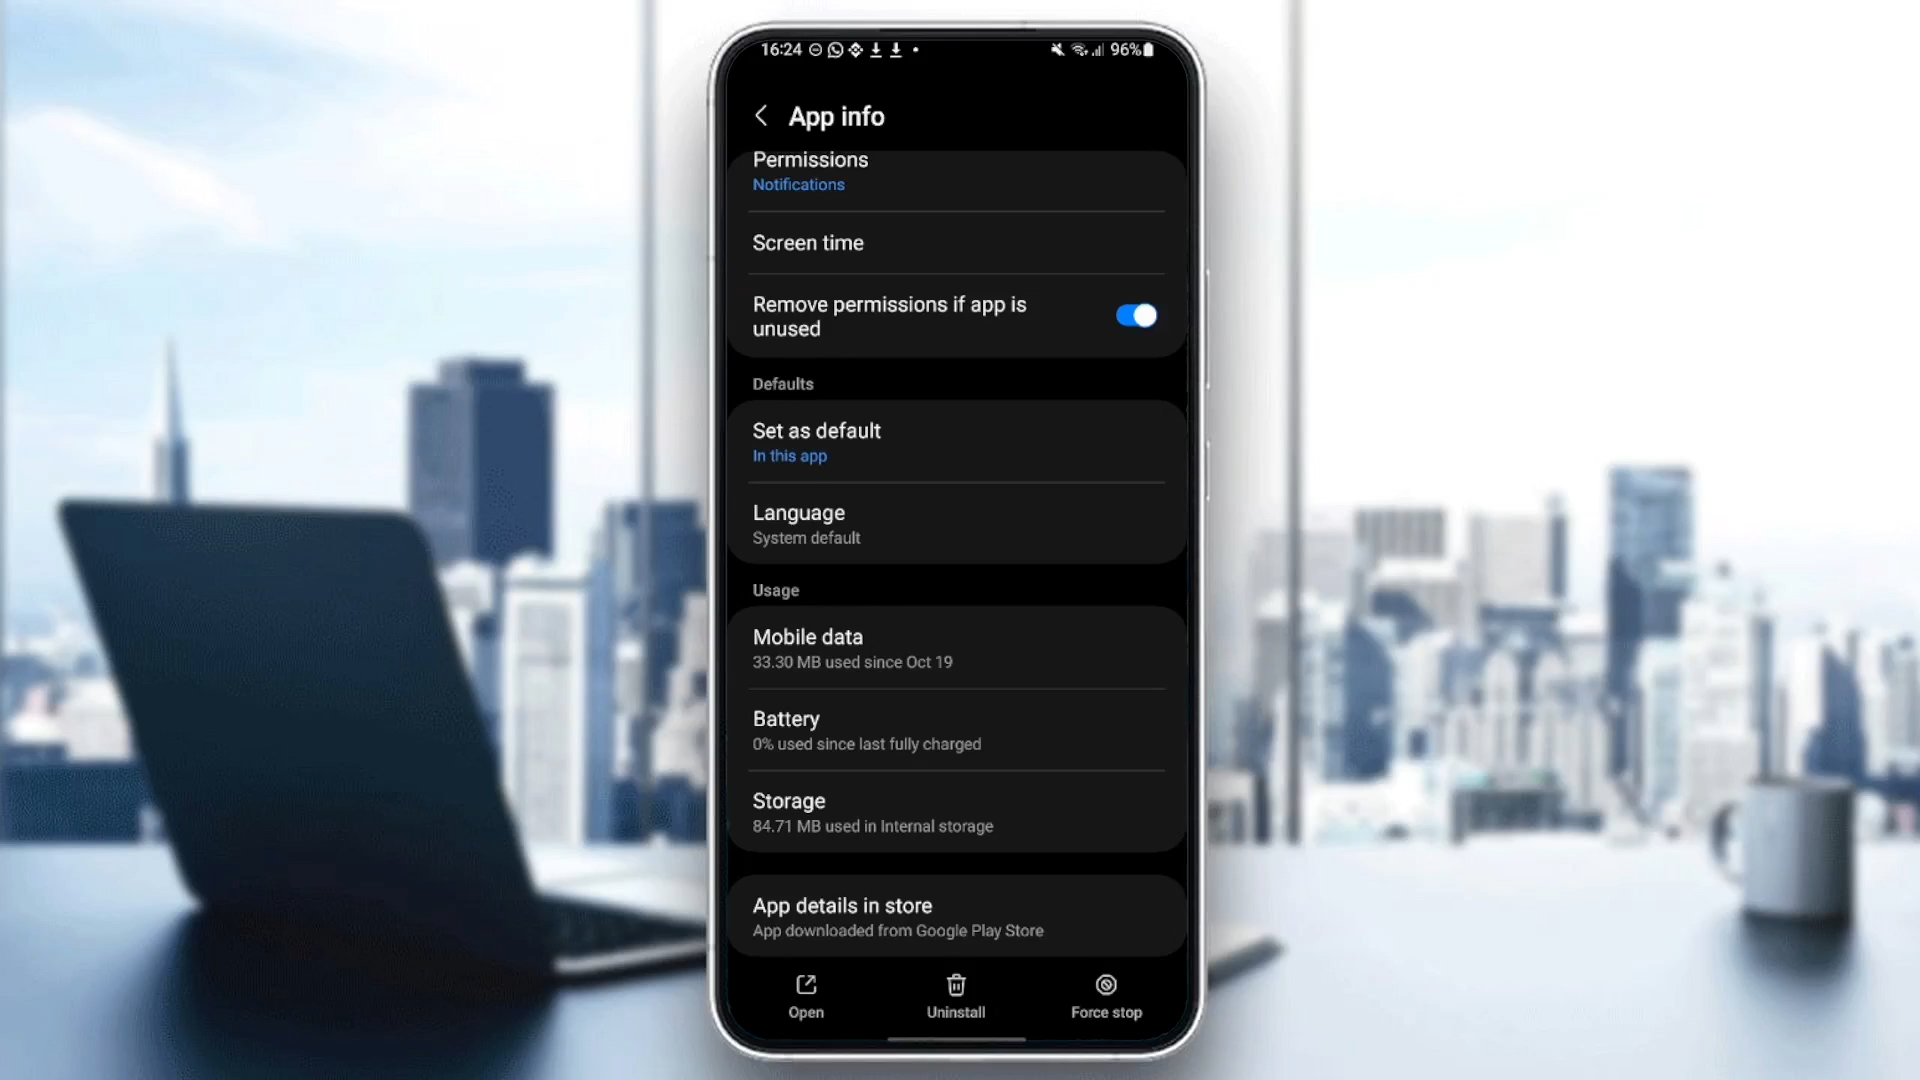 16:24
96%
App info
Permissions
Notifications
Screen time
Remove permissions if app is
unused
Defaults
Set as default
In this app
Language
System default
Usage
Mobile data
33.30 MB used since Oct 19
Battery
0% used since last fully charged
Storage
84.71 MB used in Internal storage
App details in store
App downloaded from Google Play Store
Open
Uninstall
Force stop